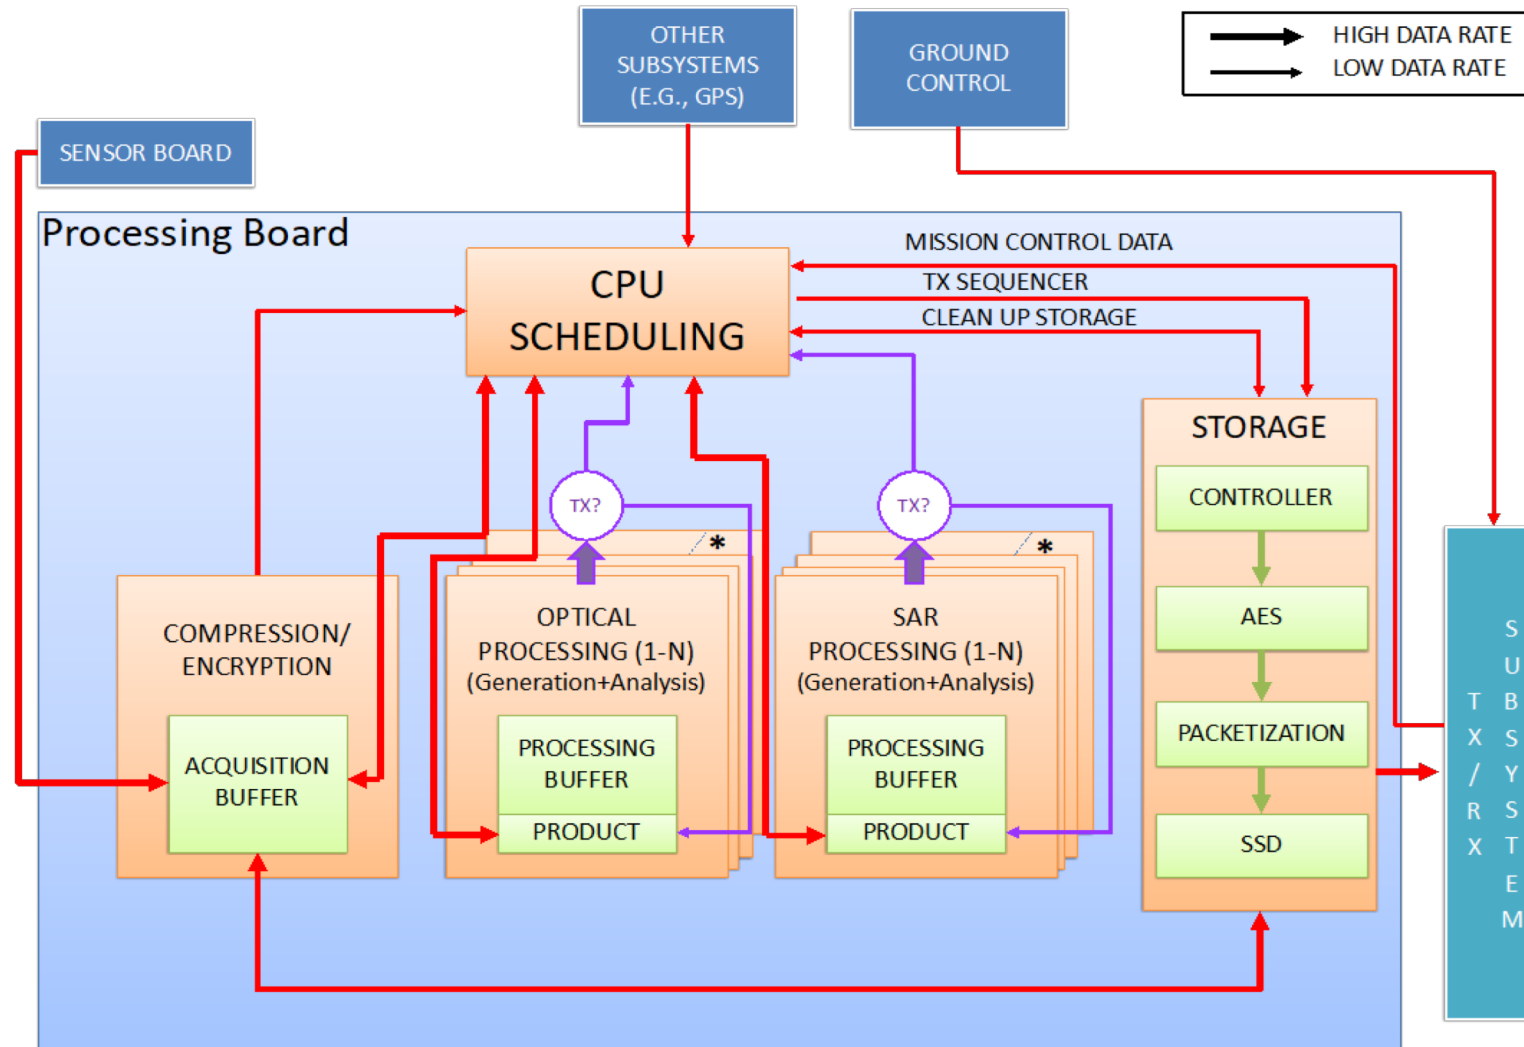 OTHER
SUBSYSTEMS
(E.G., GPS)
GROUND
CONTROL
HIGH DATA RATE
LOW DATA RATE
SENSOR BOARD
Processing Board
CPU
SCHEDULING
MISSION CONTROL DATA
TX SEQUENCER
CLEAN UP STORAGE
TX?
TX?
*
*
COMPRESSION/
ENCRYPTION
ACQUISITION
BUFFER
OPTICAL
PROCESSING (1-N)
(Generation+Analysis)
PROCESSING
BUFFER
PRODUCT
SAR
PROCESSING (1-N)
(Generation+Analysis)
PROCESSING
BUFFER
PRODUCT
STORAGE
CONTROLLER
AES
PACKETIZATION
SSD
TX/RX
SUBSYSTEM